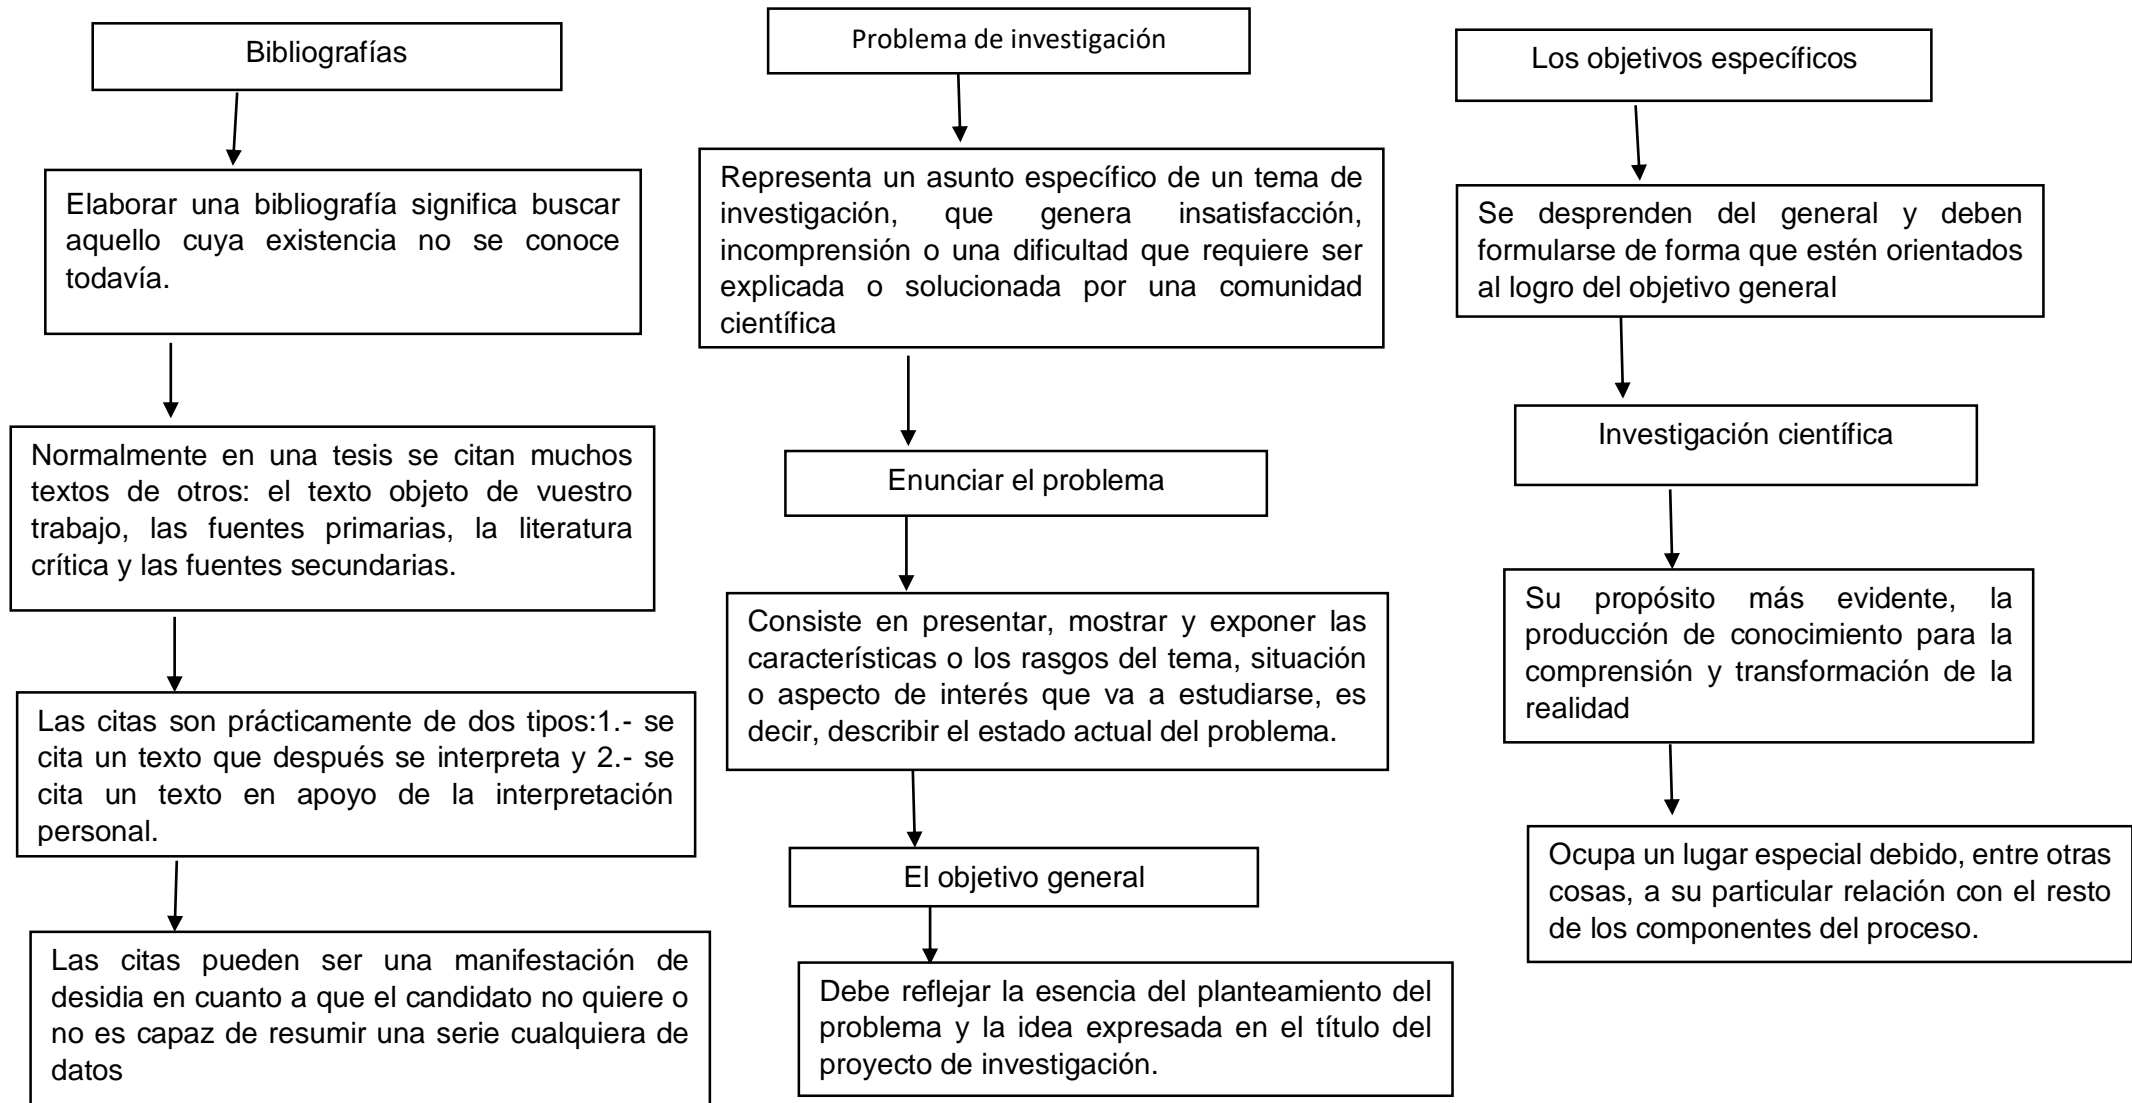 Bibliografías
Elaborar una bibliografía significa buscar
aquello cuya existencia no se conoce
todavía.
Normalmente en una tesis se citan muchos
textos de otros: el texto objeto de vuestro
trabajo, las fuentes primarias, la literatura
crítica y las fuentes secundarias.
Las citas son prácticamente de dos tipos:1.- se
cita un texto que después se interpreta y 2.- se
cita un texto en apoyo de la interpretación
personal.
Las citas pueden ser una manifestación de
desidia en cuanto a que el candidato no quiere o
no es capaz de resumir una serie cualquiera de
datos
Problema de investigación
Representa un asunto específico de un tema de
investigación, que genera insatisfacción,
incomprensión o una dificultad que requiere ser
explicada o solucionada por una comunidad
científica
Enunciar el problema
Consiste en presentar, mostrar y exponer las
características o los rasgos del tema, situación
o aspecto de interés que va a estudiarse, es
decir, describir el estado actual del problema.
El objetivo general
Debe reflejar la esencia del planteamiento del
problema y la idea expresada en el título del
proyecto de investigación.
Los objetivos específicos
Se desprenden del general y deben
formularse de forma que estén orientados
al logro del objetivo general
Investigación científica
Su propósito más evidente, la
producción de conocimiento para la
comprensión y transformación de la
realidad
Ocupa un lugar especial debido, entre otras
cosas, a su particular relación con el resto
de los componentes del proceso.